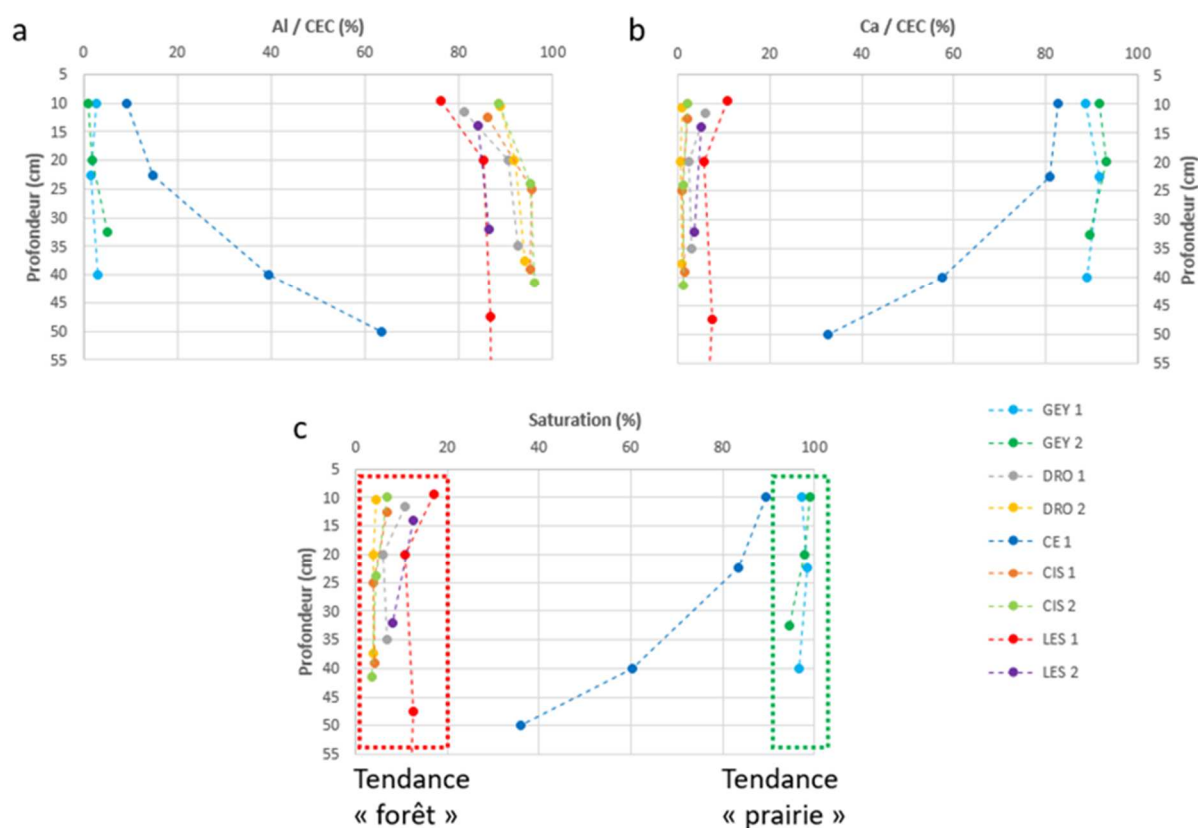 a
Al / CEC (%)
0 20 40 60 80 100
5
10
15
20
25
30
35
40
45
50
55
Profondeur (cm)
b
Ca / CEC (%)
0 20 40 60 80 100
5
10
15
20
25
30
35
40
45
50
55
Profondeur (cm)
c
Saturation (%)
0 20 40 60 80 100
5
10
15
20
25
30
35
40
45
50
55
Profondeur (cm)
Tendance
« forêt »
Tendance
« prairie »
GEY 1
GEY 2
DRO 1
DRO 2
CE 1
CIS 1
CIS 2
LES 1
LES 2